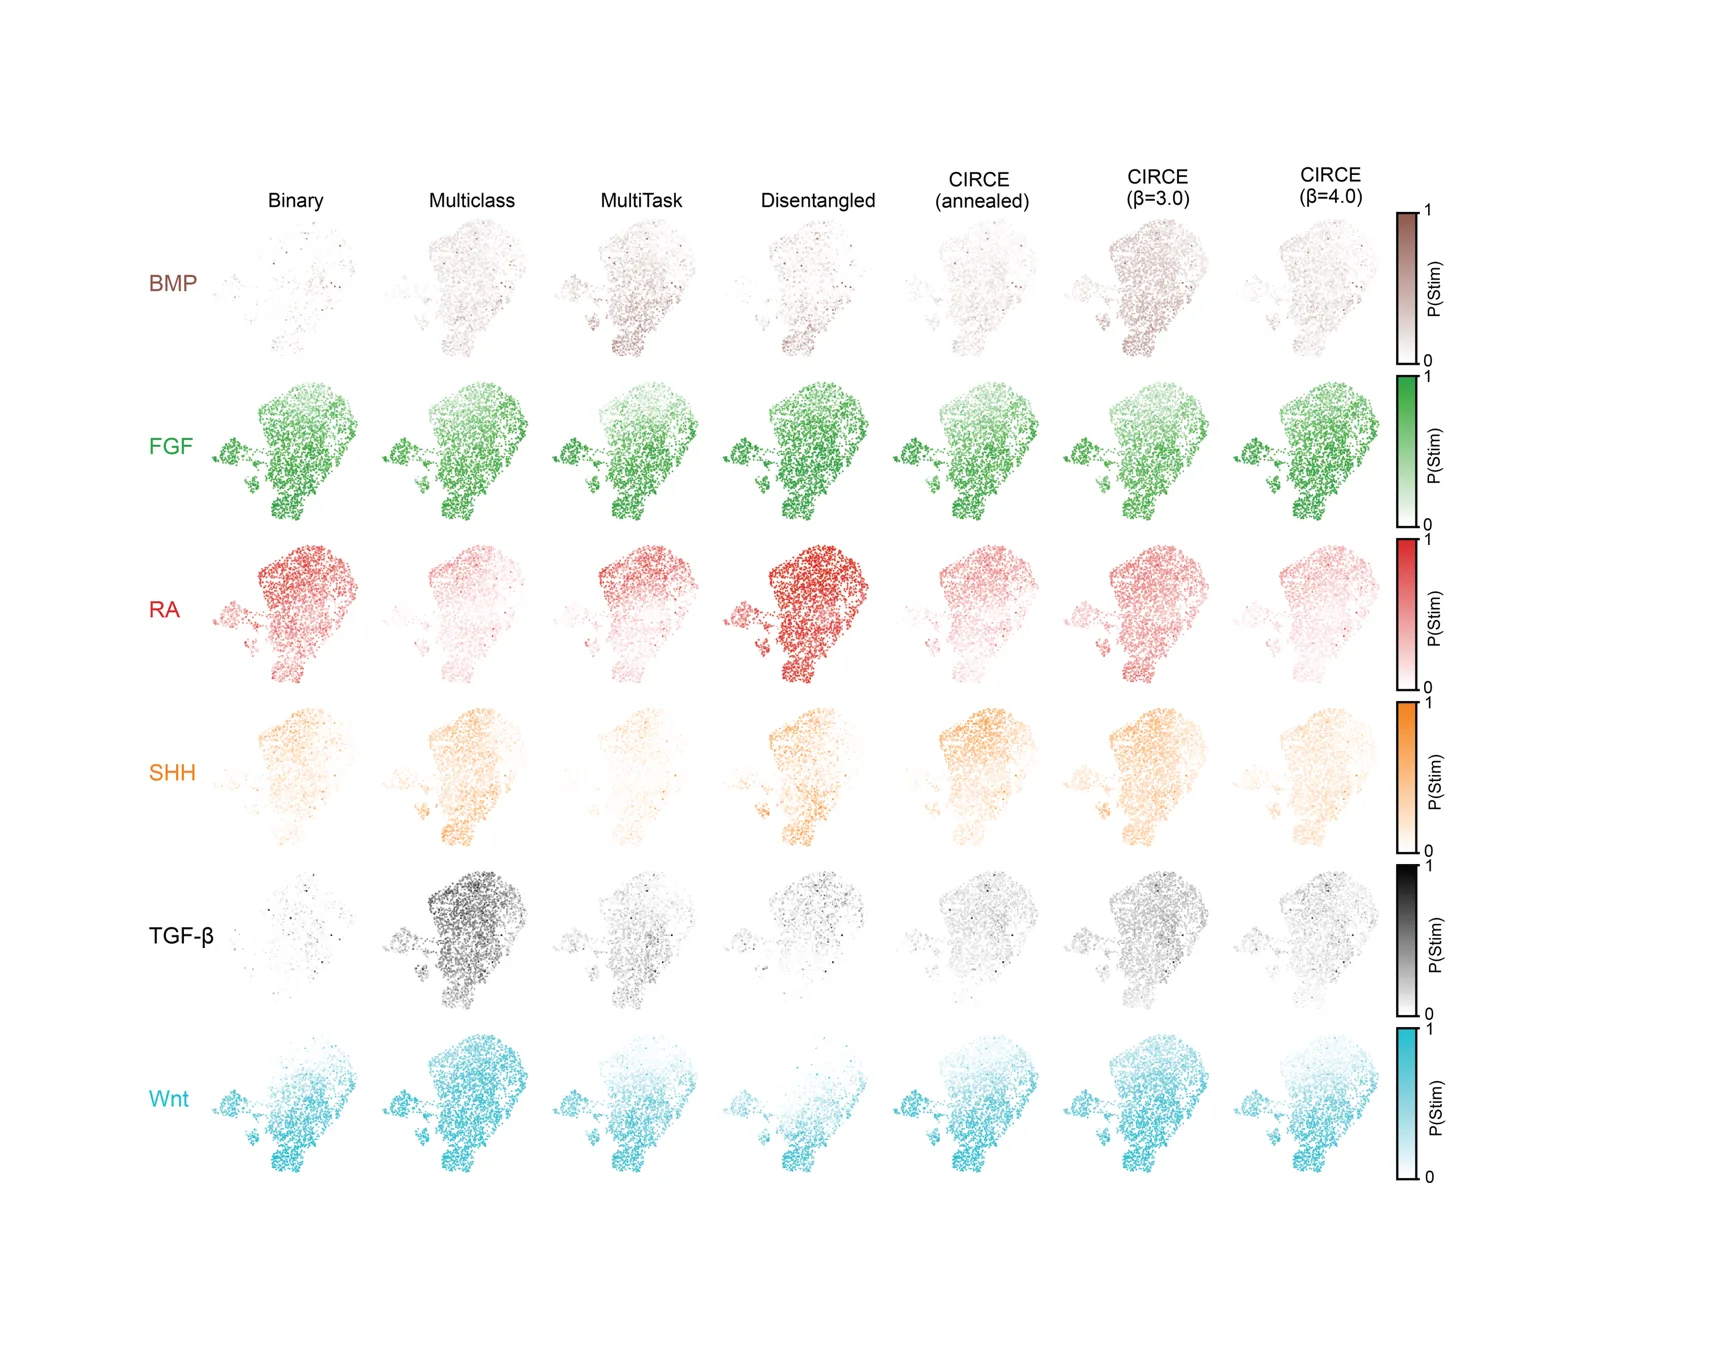 Binary
Multiclass
MultiTask
Disentangled
CIRCE
(annealed)
CIRCE
(β=3.0)
CIRCE
(β=4.0)
BMP
1
P(Stim)
0
FGF
1
P(Stim)
0
RA
1
P(Stim)
0
SHH
1
P(Stim)
0
TGF-β
1
P(Stim)
0
Wnt
1
P(Stim)
0